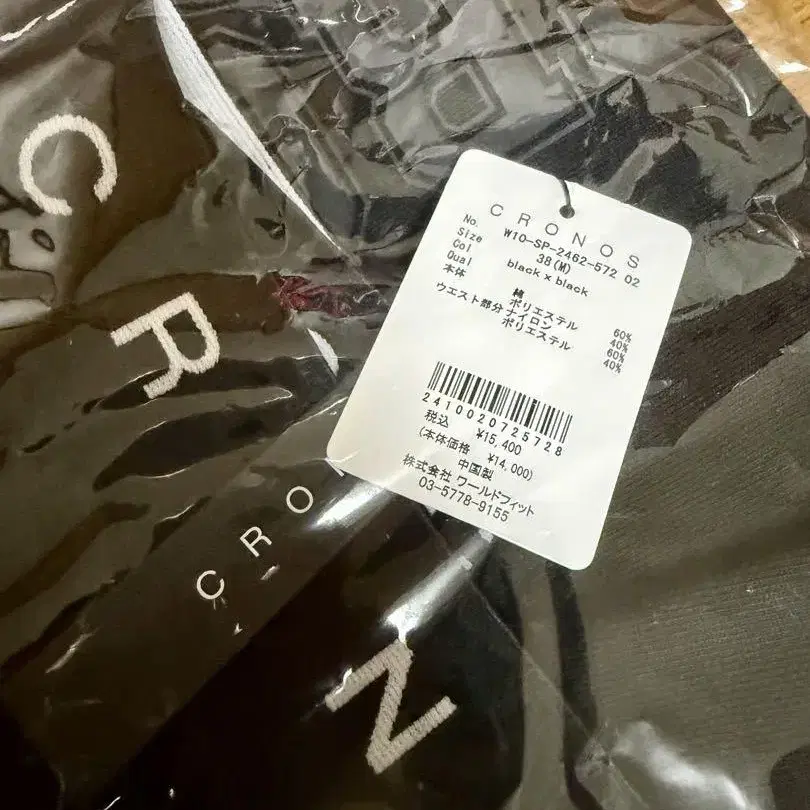 C
R
N
CRO
CRONOS
No. W10-SP-2462-572 02
Size 38(M)
Col black x black
Qual
本体 綿 60%
ポリエステル 40%
ウエスト部分 ナイロン 60%
ポリエステル 40%
2410020725728
税込 ¥15,400
(本体価格 ¥14,000)
中国製
株式会社 ワールドフィット
03-5778-9155